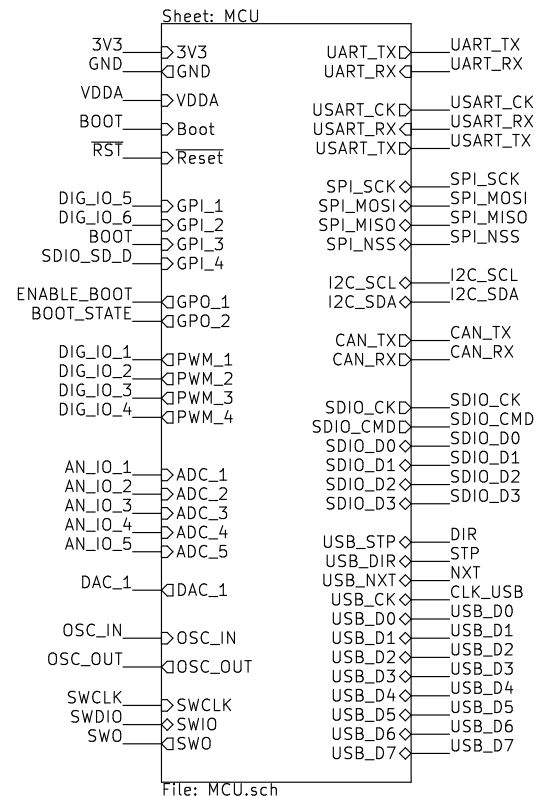 Sheet: MCU
3V3 3V3 UART_TX UART_TX
GND GND UART_RX UART_RX
VDDA VDDA
USART_CK USART_CK
BOOT Boot USART_RX USART_RX
USART_TX USART_TX
RST Reset
SPI_SCK SPI_SCK
DIG_IO_5 GPI_1 SPI_MOSI SPI_MOSI
DIG_IO_6 GPI_2 SPI_MISO SPI_MISO
BOOT GPI_3 SPI_NSS SPI_NSS
SDIO_SD_D GPI_4
I2C_SCL I2C_SCL
ENABLE_BOOT GPO_1 I2C_SDA I2C_SDA
BOOT_STATE GPO_2
CAN_TX CAN_TX
DIG_IO_1 PWM_1 CAN_RX CAN_RX
DIG_IO_2 PWM_2
DIG_IO_3 PWM_3
DIG_IO_4 PWM_4 SDIO_CK SDIO_CK
SDIO_CMD SDIO_CMD
SDIO_D0 SDIO_D0
AN_IO_1 ADC_1 SDIO_D1 SDIO_D1
AN_IO_2 ADC_2 SDIO_D2 SDIO_D2
AN_IO_3 ADC_3 SDIO_D3 SDIO_D3
AN_IO_4 ADC_4
AN_IO_5 ADC_5 USB_STP DIR
USB_DIR STP
USB_NXT NXT
DAC_1 DAC_1 USB_CK CLK_USB
USB_D0 USB_D0
OSC_IN OSC_IN USB_D1 USB_D1
USB_D2 USB_D2
OSC_OUT OSC_OUT USB_D3 USB_D3
USB_D4 USB_D4
SWCLK SWCLK USB_D5 USB_D5
SWDIO SWIO USB_D6 USB_D6
SWO SWO USB_D7 USB_D7
File: MCU.sch